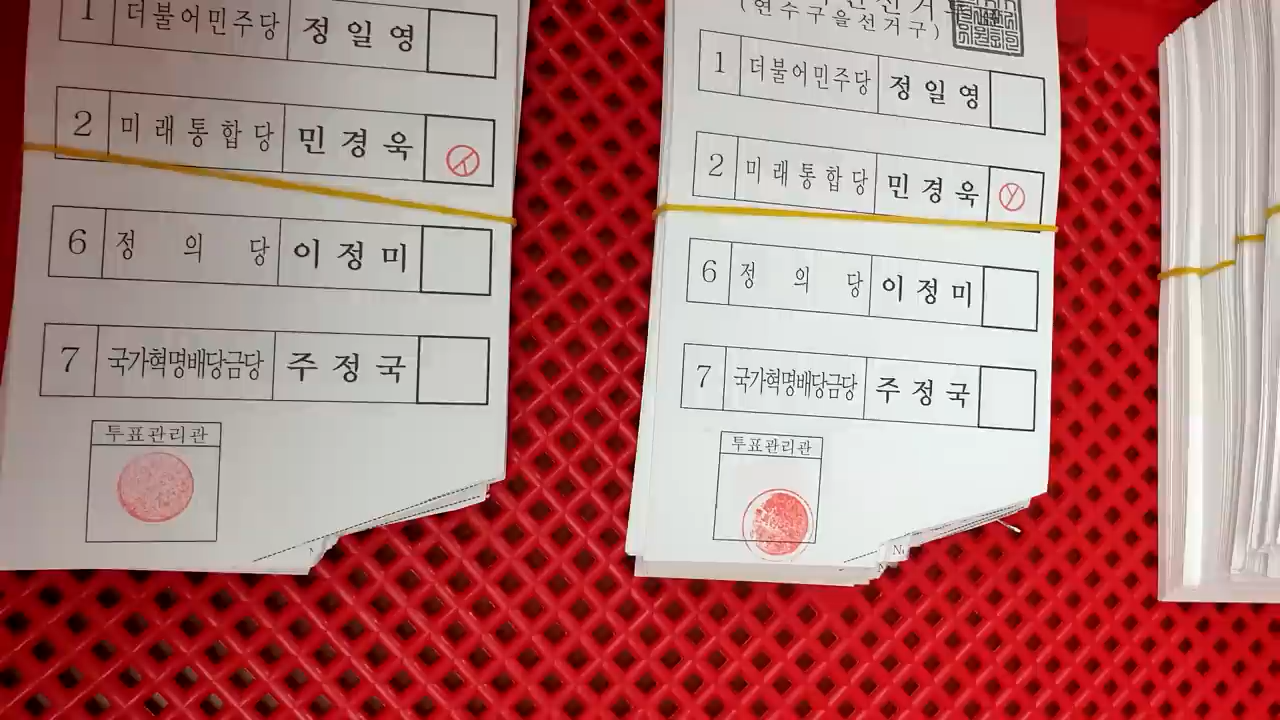 1 더불어민주당 정일영
2 미래통합당 민경욱
6 정의당 이정미
7 국가혁명배당금당 주정국
투표관리관
(연수구을선거구)
1 더불어민주당 정일영
2 미래통합당 민경욱
6 정의당 이정미
7 국가혁명배당금당 주정국
투표관리관